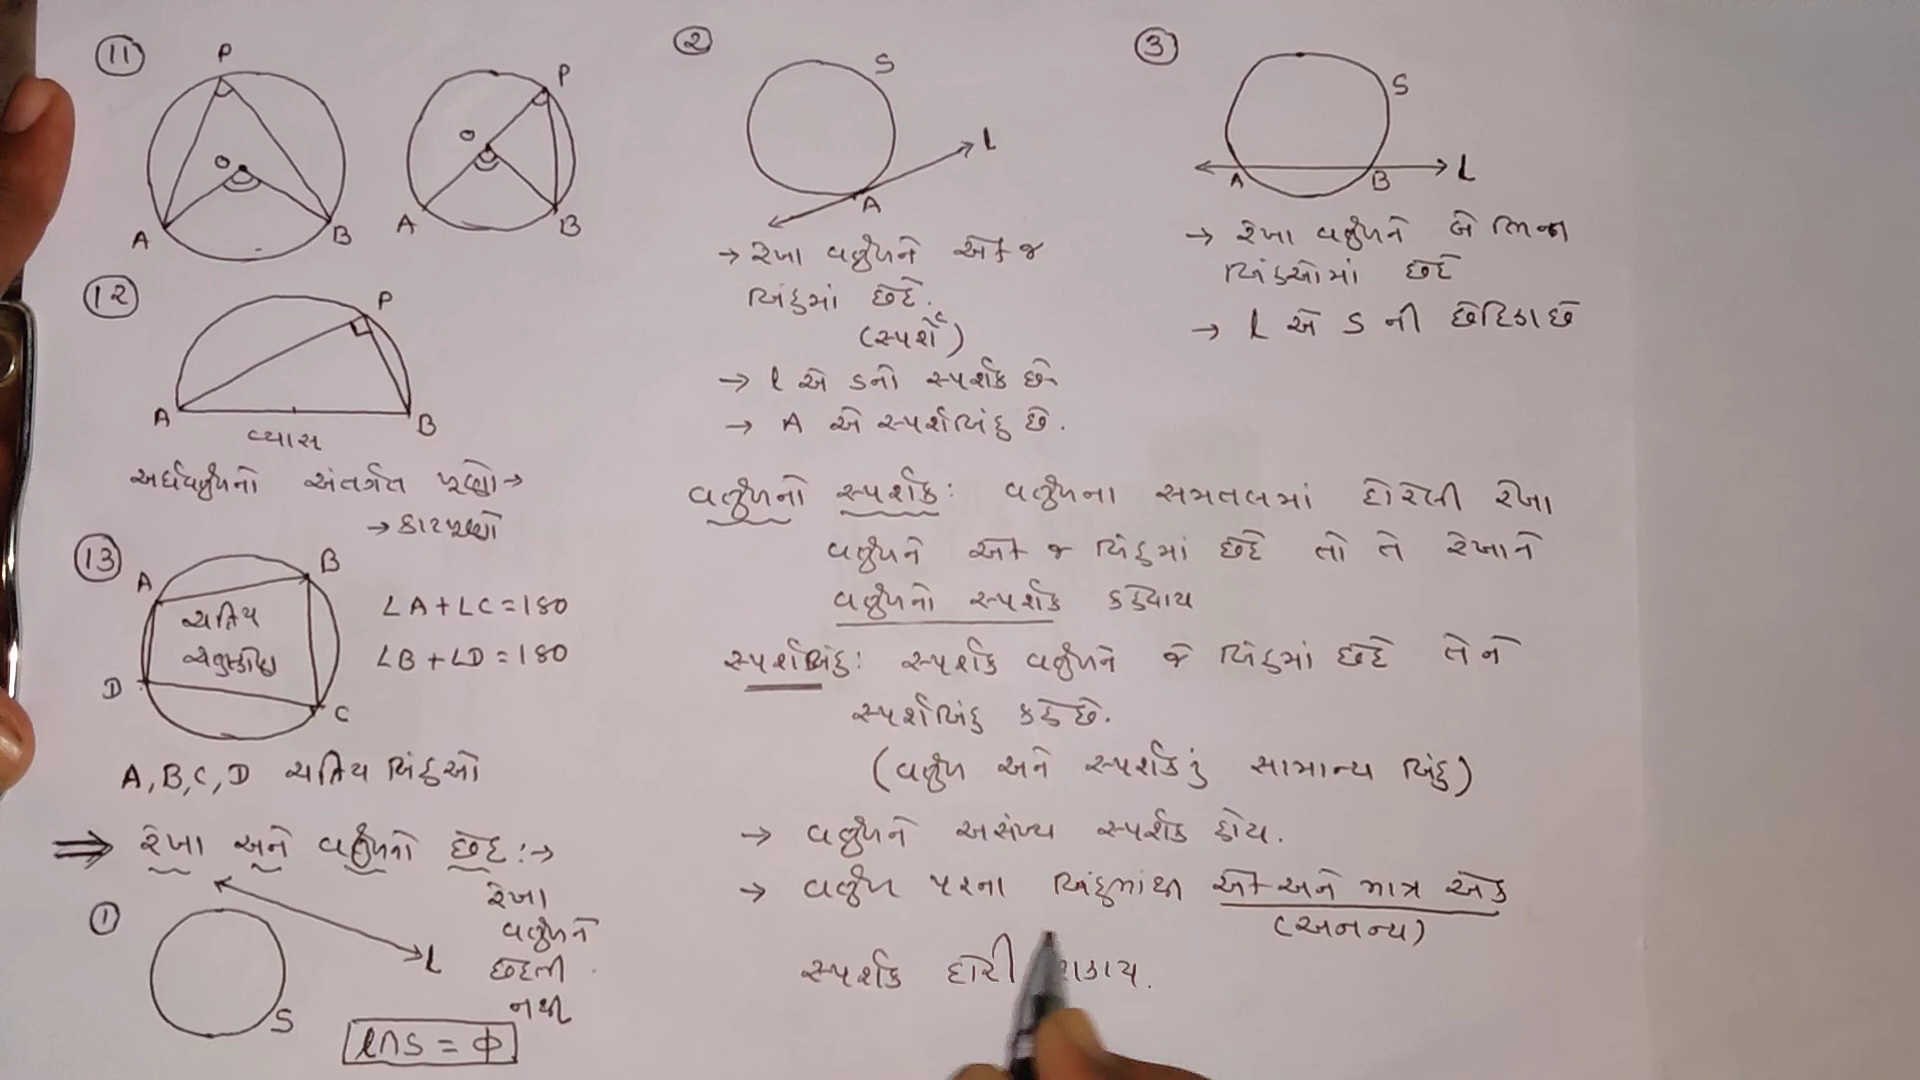 11
P
O
A
B
P
O
A
B
12
P
A
B
વ્યાસ
અર્ધવર્તુળનો અંતર્ગત ખૂણો →
→ કાટખૂણો
13
A
B
D
C
ચક્રિય
ચતુષ્કોણ
∠A+∠C=180
∠B+∠D=180
A, B, C, D ચક્રિય બિંદુઓ
⇒ રેખા અને વર્તુળનો છેદ :→
1
S
L
રેખા
વર્તુળને
છેદતી
નથી
l∩S = ϕ
2
S
L
A
→ રેખા વર્તુળને એક જ
બિંદુમાં છેદે.
(સ્પર્શે)
→ l એ S નો સ્પર્શક છે
→ A એ સ્પર્શબિંદુ છે.
3
S
A
B
L
→ રેખા વર્તુળને બે ભિન્ન
બિંદુઓમાં છેદે
→ L એ S ની છેદિકા છે
વર્તુળનો સ્પર્શક: વર્તુળના સમતલમાં દોરેલી રેખા
વર્તુળને એક જ બિંદુમાં છેદે તો તે રેખાને
વર્તુળનો સ્પર્શક કહેવાય
સ્પર્શબિંદુ: સ્પર્શક વર્તુળને જે બિંદુમાં છેદે તેને
સ્પર્શબિંદુ કહે છે.
(વર્તુળ અને સ્પર્શકનું સામાન્ય બિંદુ)
→ વર્તુળને અસંખ્ય સ્પર્શક હોય.
→ વર્તુળ પરના બિંદુમાંથી એક અને માત્ર એક
(અનન્ય)
સ્પર્શક દોરી શકાય.